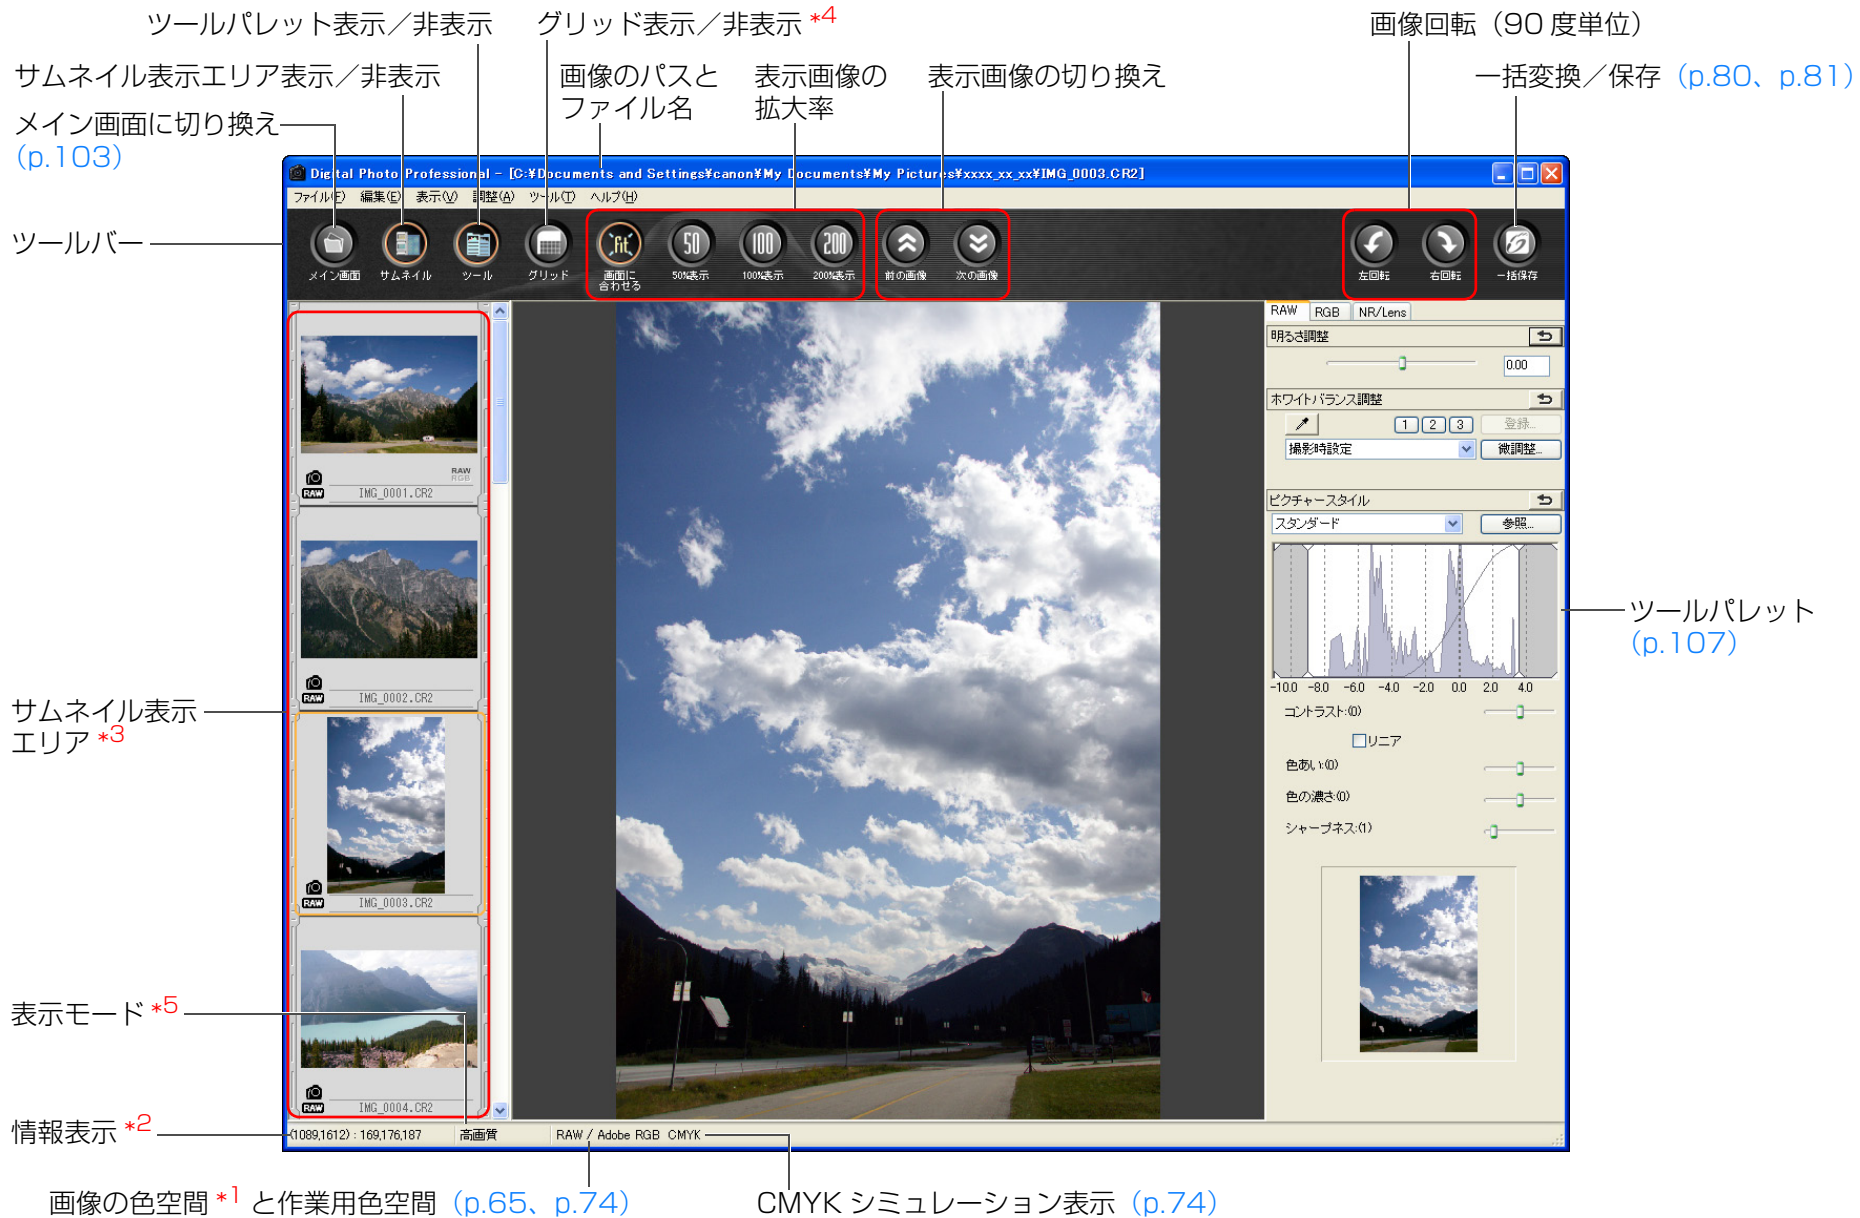 ツールパレット表示／非表示
グリッド表示／非表示 *4
画像回転（90 度単位）
サムネイル表示エリア表示／非表示
画像のパスと
ファイル名
表示画像の
拡大率
表示画像の切り換え
一括変換／保存（p.80、p.81）
メイン画面に切り換え
（p.103）
Digital Photo Professional - [C:¥Documents and Settings¥canon¥My Documents¥My Pictures¥xxxx_xx_xx¥IMG_0003.CR2]
ファイル(F) 編集(E) 表示(V) 調整(A) ツール(T) ヘルプ(H)
ツールバー
fit 50 100 200
メイン画面 サムネイル ツール グリッド 画面に
合わせる 50%表示 100%表示 200%表示 前の画像 次の画像 左回転 右回転 一括保存
RAW RGB NR/Lens
明るさ調整
0.00
ホワイトバランス調整
1 2 3 登録...
撮影時設定 微調整...
ピクチャースタイル
スタンダード 参照...
-10.0 -8.0 -6.0 -4.0 -2.0 0.0 2.0 4.0
コントラスト:(0)
リニア
色あい:(0)
色の濃さ:(0)
シャープネス:(1)
ツールパレット
（p.107）
RAW
RGB
RAW IMG_0001.CR2
RAW IMG_0002.CR2
サムネイル表示
エリア *3
RAW IMG_0003.CR2
表示モード *5
RAW IMG_0004.CR2
情報表示 *2
(1089,1612) : 169,176,187 高画質 RAW / Adobe RGB CMYK
画像の色空間 *1 と作業用色空間（p.65、p.74）
CMYK シミュレーション表示（p.74）